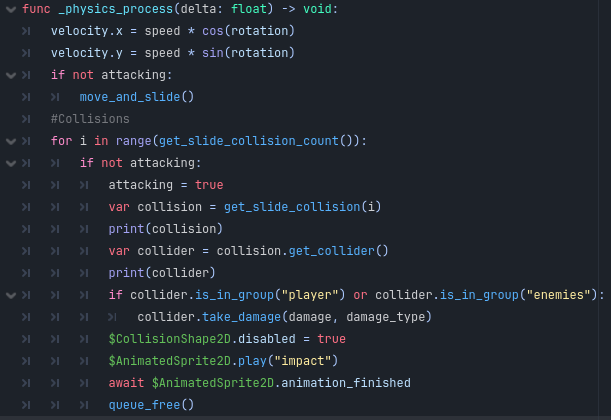 func _physics_process(delta: float) -> void:
velocity.x = speed * cos(rotation)
velocity.y = speed * sin(rotation)
if not attacking:
move_and_slide()
#Collisions
for i in range(get_slide_collision_count()):
if not attacking:
attacking = true
var collision = get_slide_collision(i)
print(collision)
var collider = collision.get_collider()
print(collider)
if collider.is_in_group("player") or collider.is_in_group("enemies"):
collider.take_damage(damage, damage_type)
$CollisionShape2D.disabled = true
$AnimatedSprite2D.play("impact")
await $AnimatedSprite2D.animation_finished
queue_free()